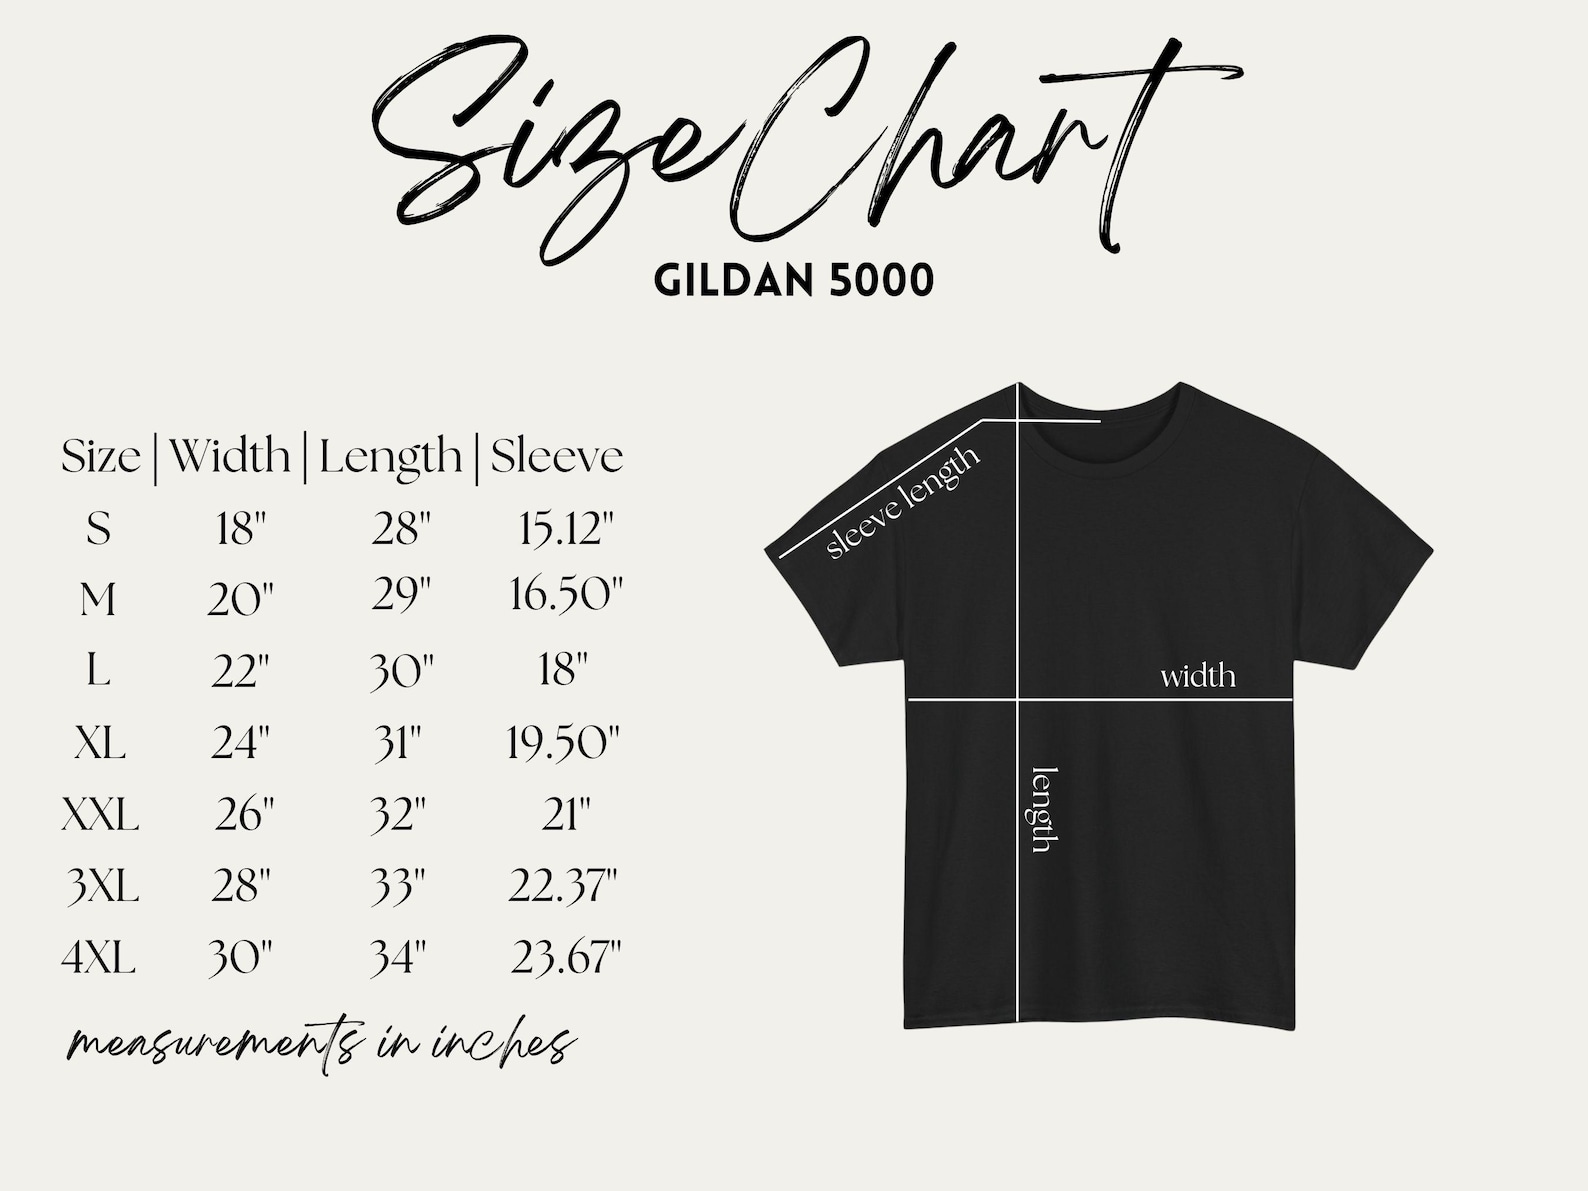 Size Chart
GILDAN 5000
Size | Width | Length | Sleeve
S 18" 28" 15.12"
M 20" 29" 16.50"
L 22" 30" 18"
XL 24" 31" 19.50"
XXL 26" 32" 21"
3XL 28" 33" 22.37"
4XL 30" 34" 23.67"
measurements in inches
sleeve length
width
length